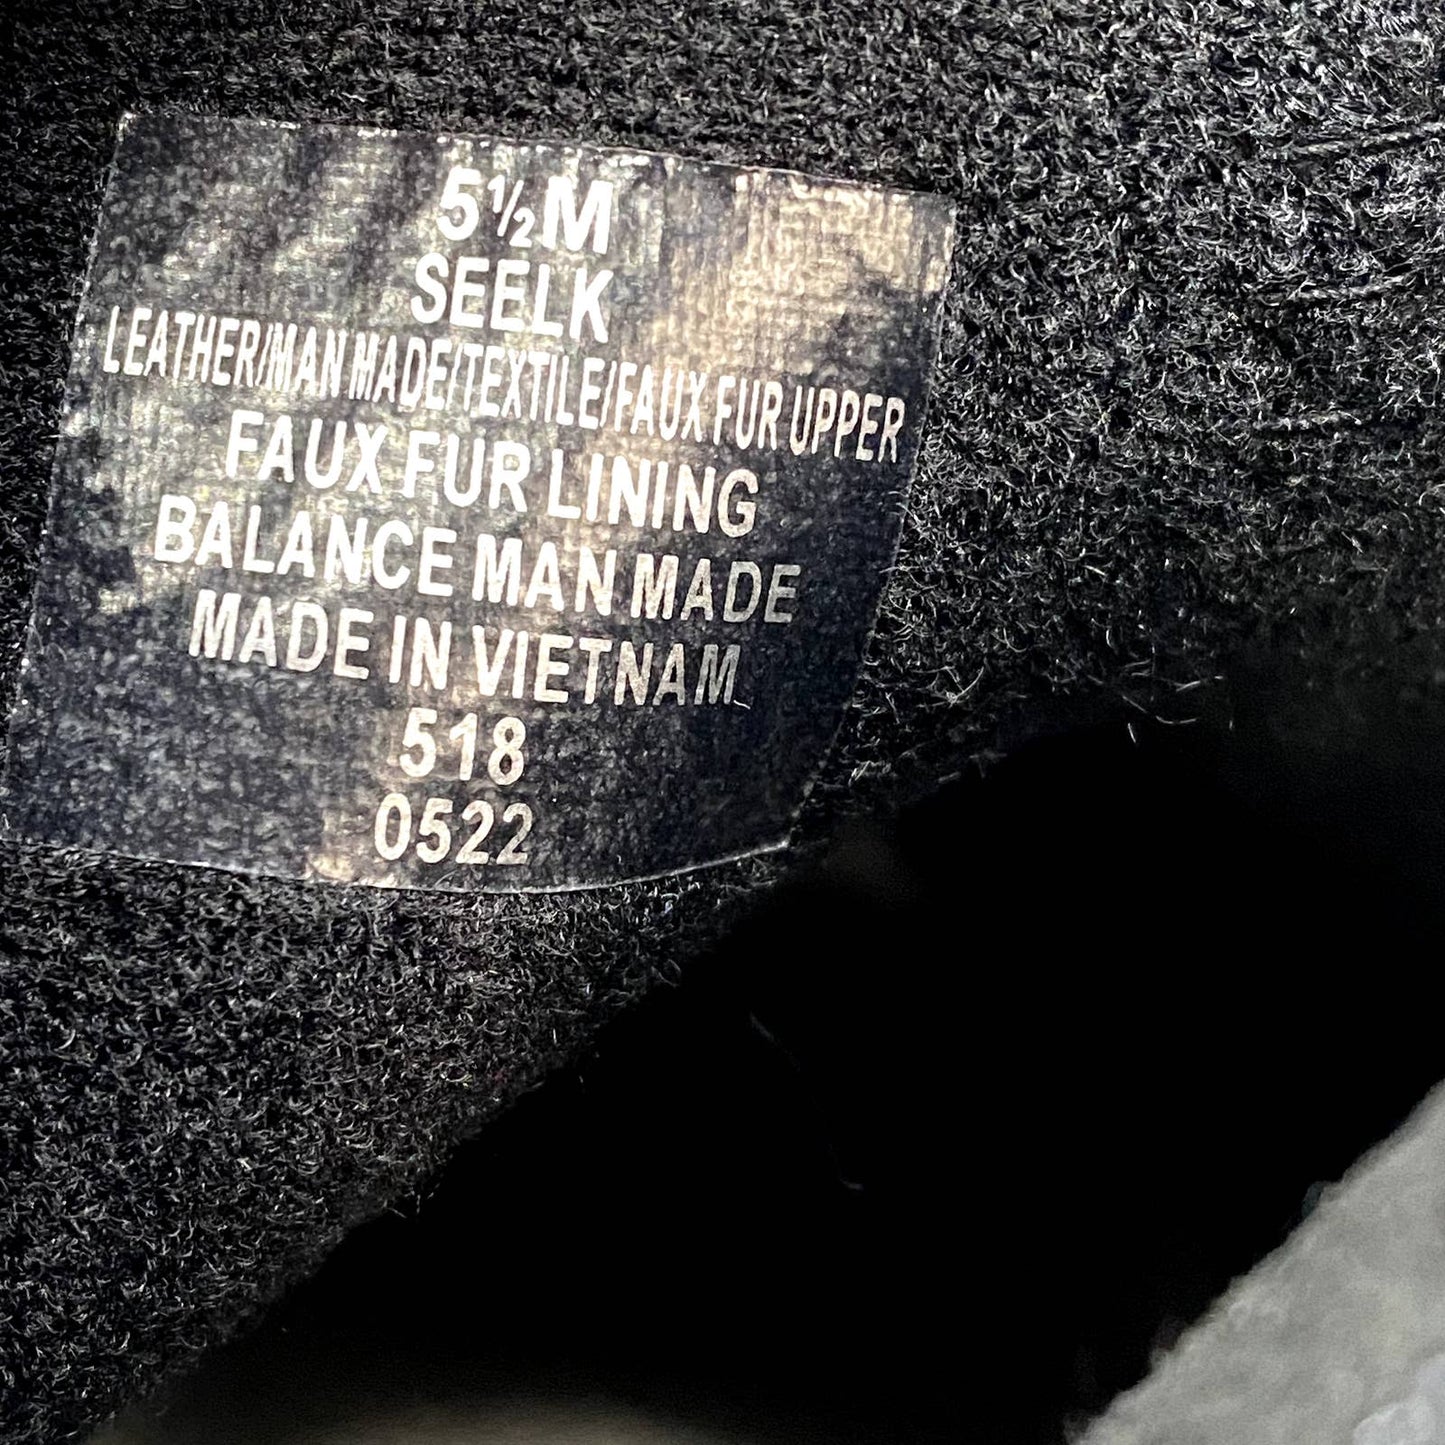 5½M
SEELK
LEATHER/MAN MADE/TEXTILE/FAUX FUR UPPER
FAUX FUR LINING
BALANCE MAN MADE
MADE IN VIETNAM
518
0522